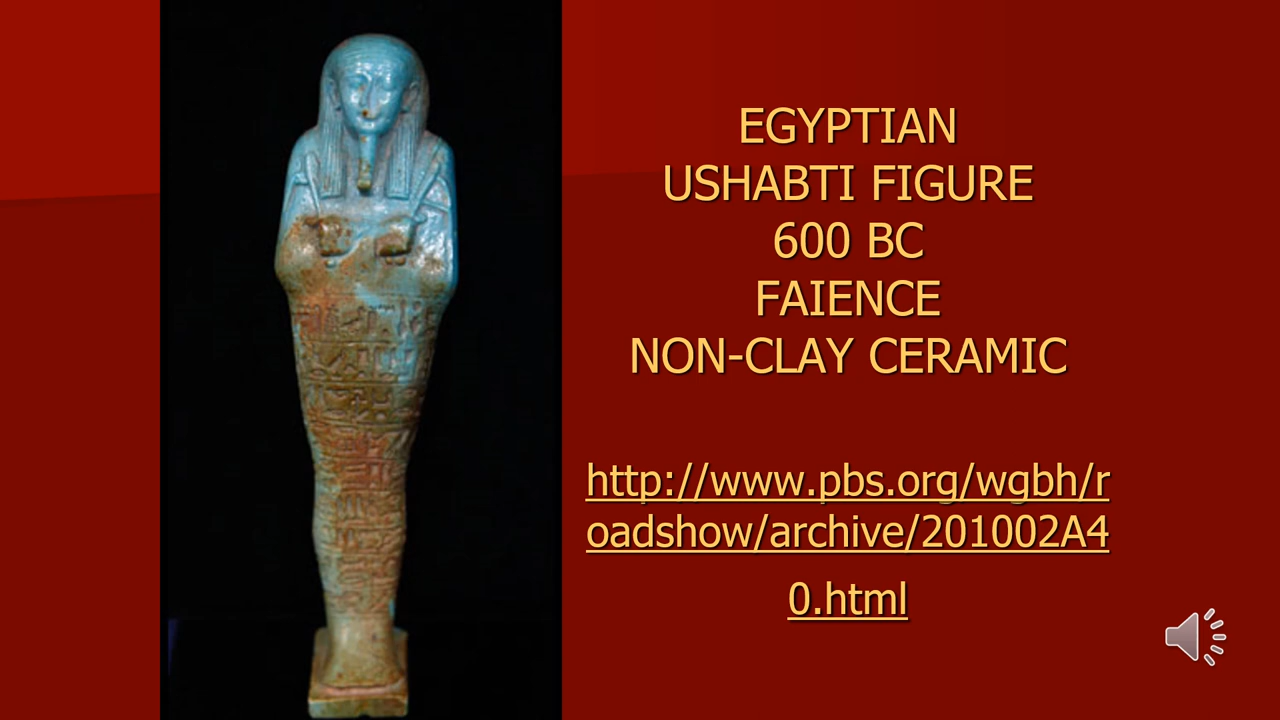 EGYPTIAN
USHABTI FIGURE
600 BC
FAIENCE
NON-CLAY CERAMIC
http://www.pbs.org/wgbh/r
oadshow/archive/201002A4
0.html